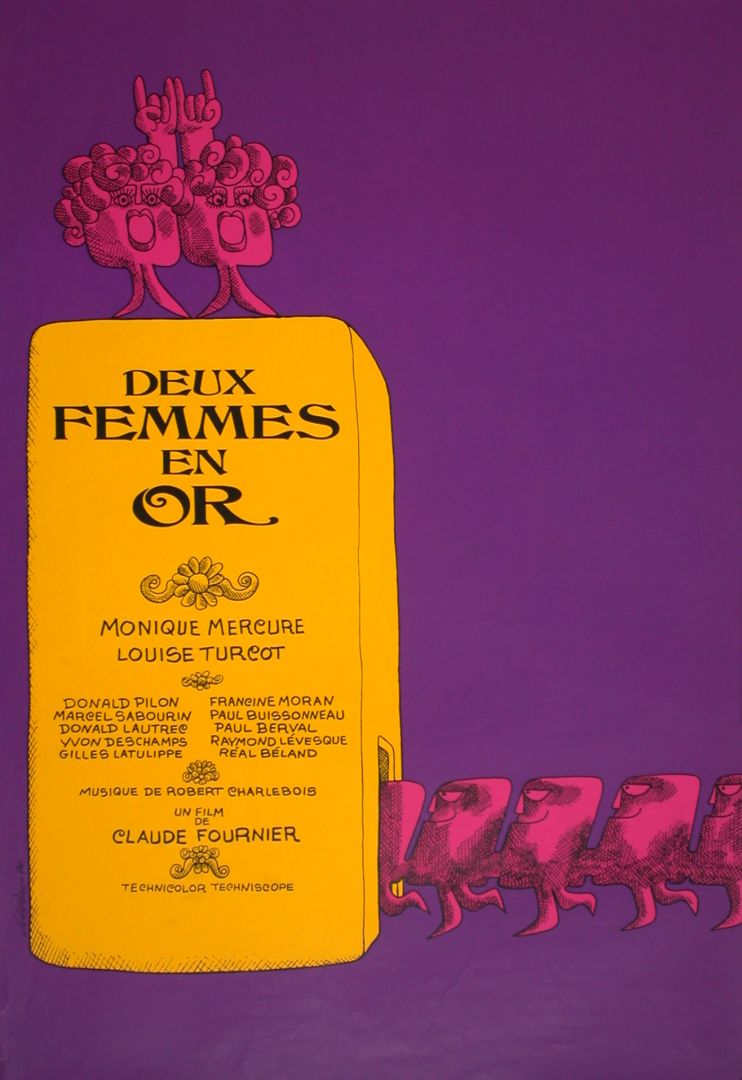 DEUX
FEMMES
EN
OR
MONIQUE MERCURE
LOUISE TURCOT
DONALD PILON
MARCEL SABOURIN
DONALD LAUTREC
YVON DESCHAMPS
GILLES LATULIPPE
FRANCINE MORAN
PAUL BUISSONNEAU
PAUL BERVAL
RAYMOND LÉVESQUE
RÉAL BÉLAND
MUSIQUE DE ROBERT CHARLEBOIS
UN FILM
DE
CLAUDE FOURNIER
TECHNICOLOR TECHNISCOPE